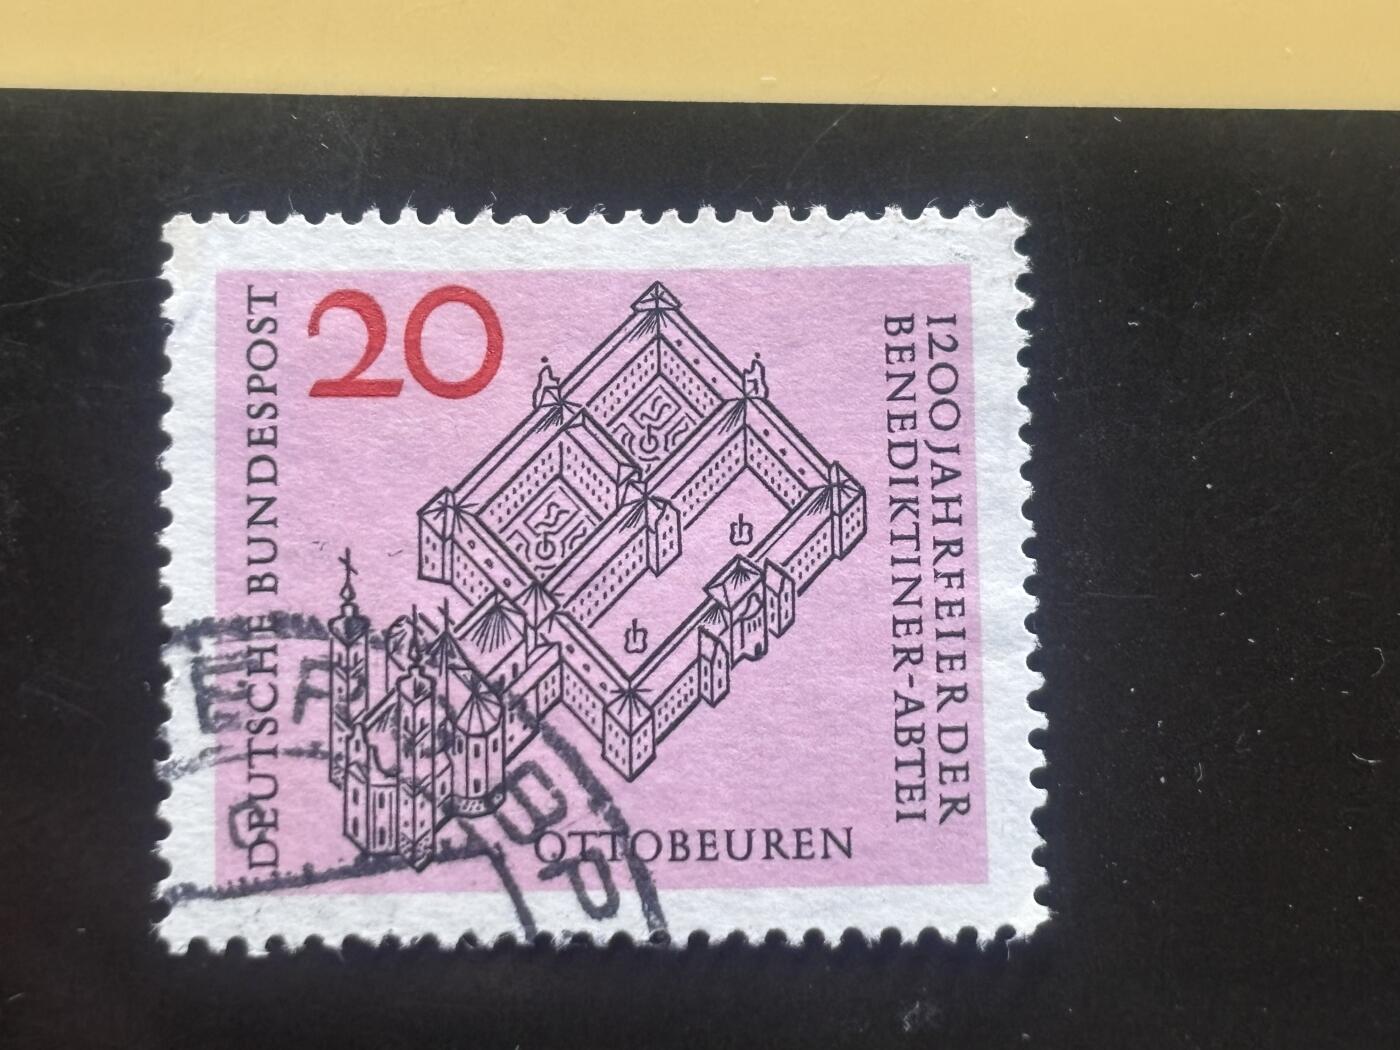 DEUTSCHE BUNDESPOST
20
1200 JAHRFEIER DER
BENEDIKTINER-ABTEI
OTTOBEUREN